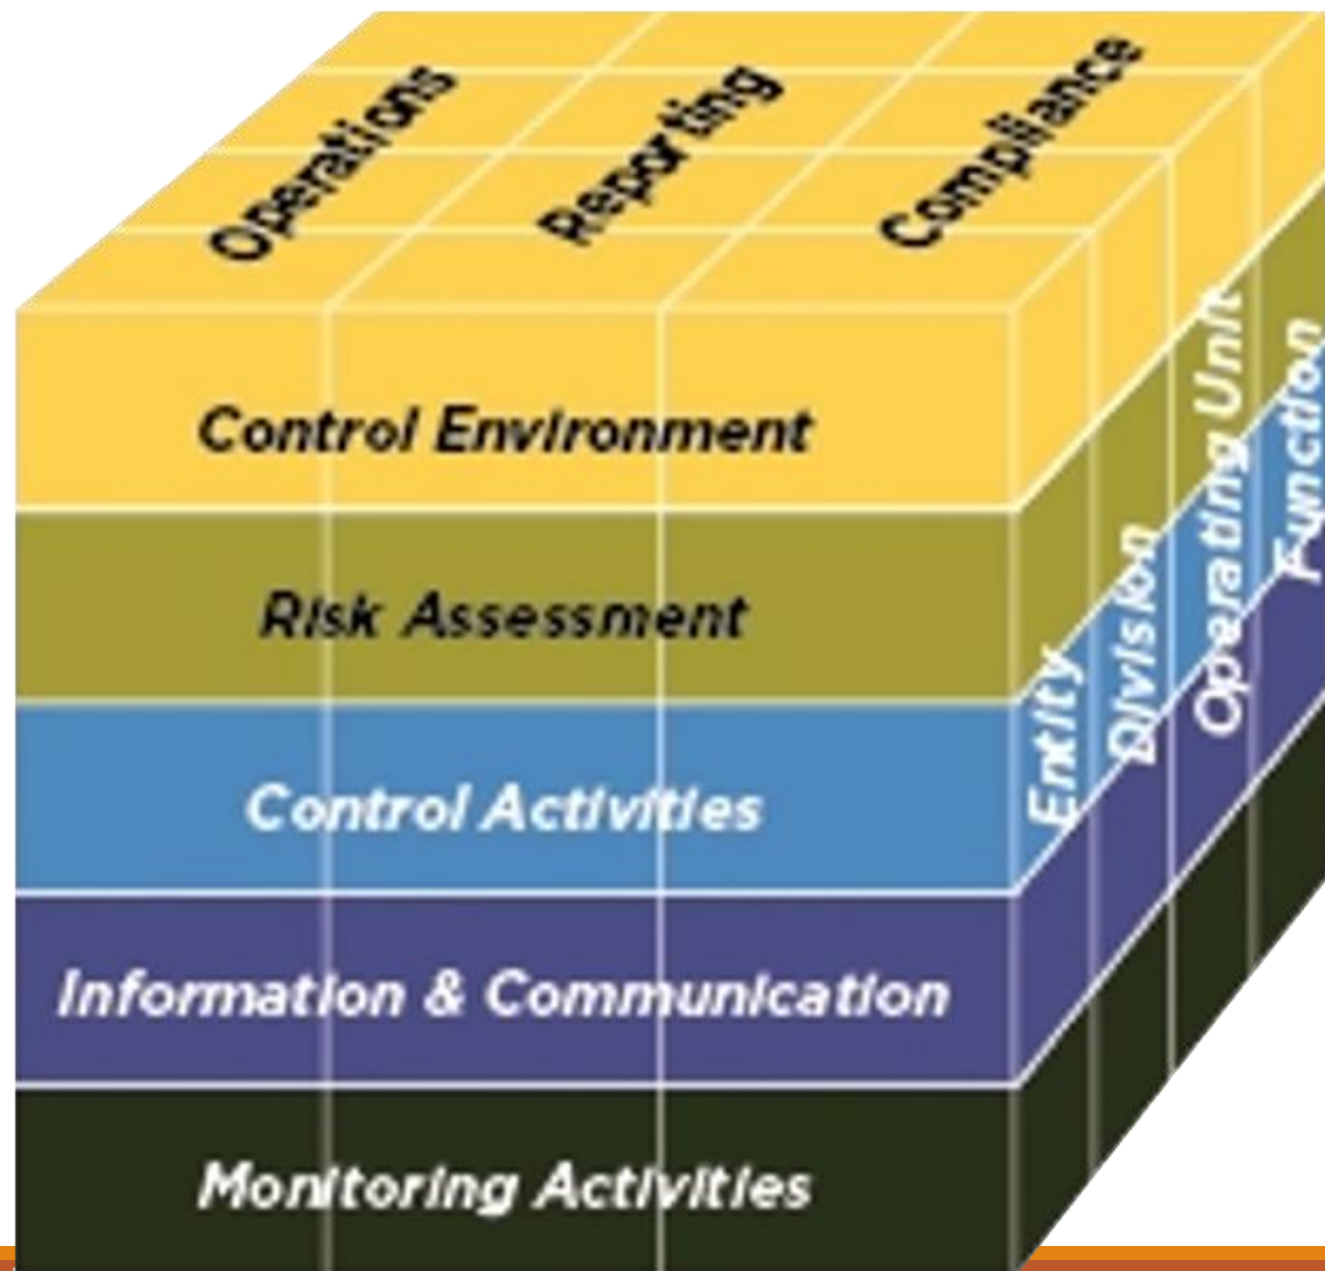 Operations
Reporting
Compliance
Control Environment
Risk Assessment
Control Activities
Information & Communication
Monitoring Activities
Entity
Division
Operating Unit
Function